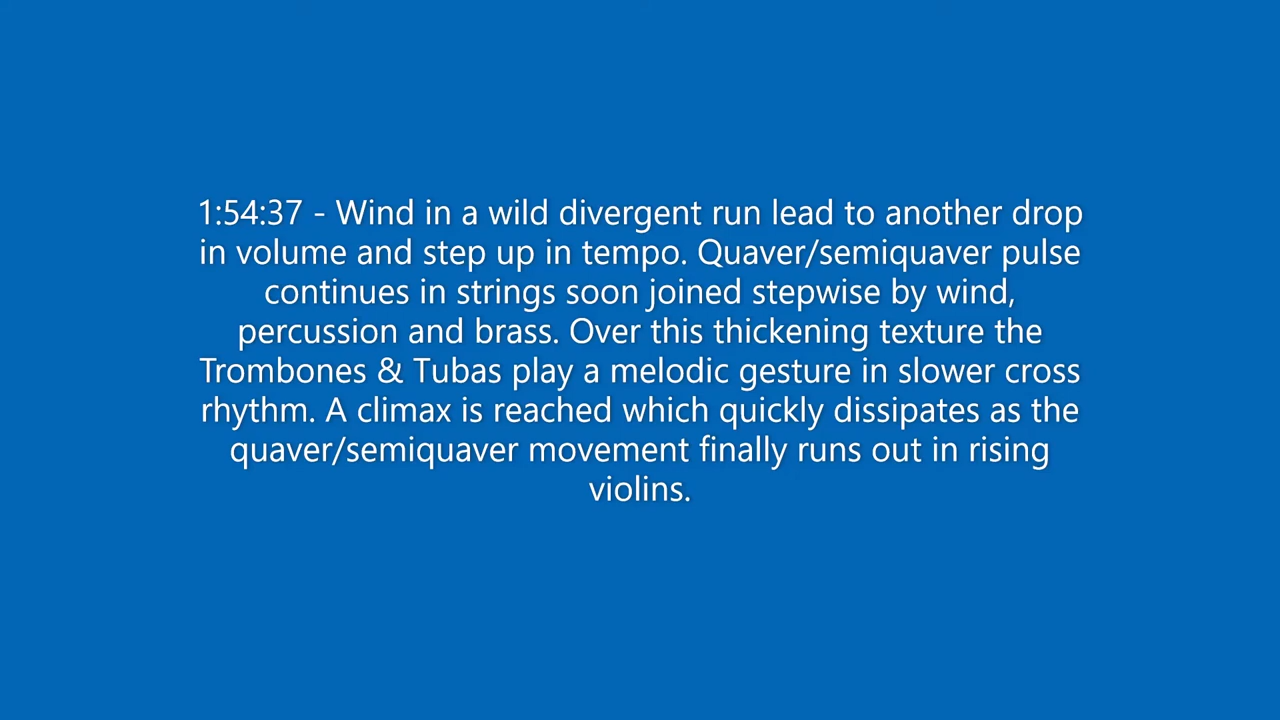 1:54:37 - Wind in a wild divergent run lead to another drop
in volume and step up in tempo. Quaver/semiquaver pulse
continues in strings soon joined stepwise by wind,
percussion and brass. Over this thickening texture the
Trombones & Tubas play a melodic gesture in slower cross
rhythm. A climax is reached which quickly dissipates as the
quaver/semiquaver movement finally runs out in rising
violins.